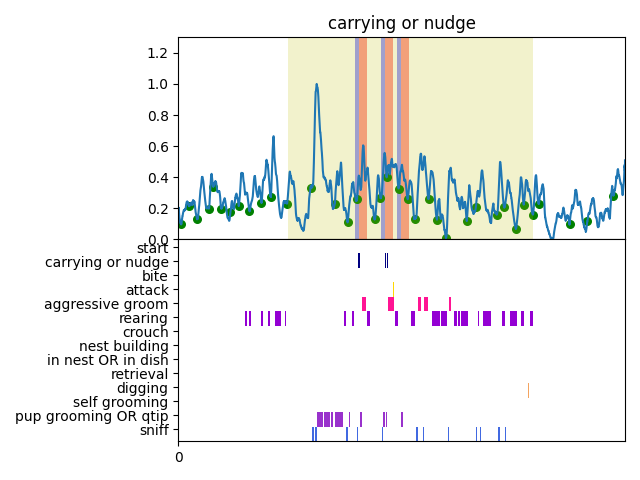 carrying or nudge
1.2
1.0
0.8
0.6
0.4
0.2
0.0
start
carrying or nudge
bite
attack
aggressive groom
rearing
crouch
nest building
in nest OR in dish
retrieval
digging
self grooming
pup grooming OR qtip
sniff
0